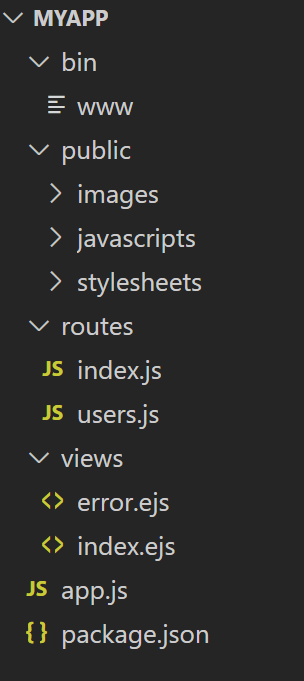 MYAPP
bin
www
public
images
javascripts
stylesheets
routes
JS index.js
JS users.js
views
<> error.ejs
<> index.ejs
JS app.js
{} package.json